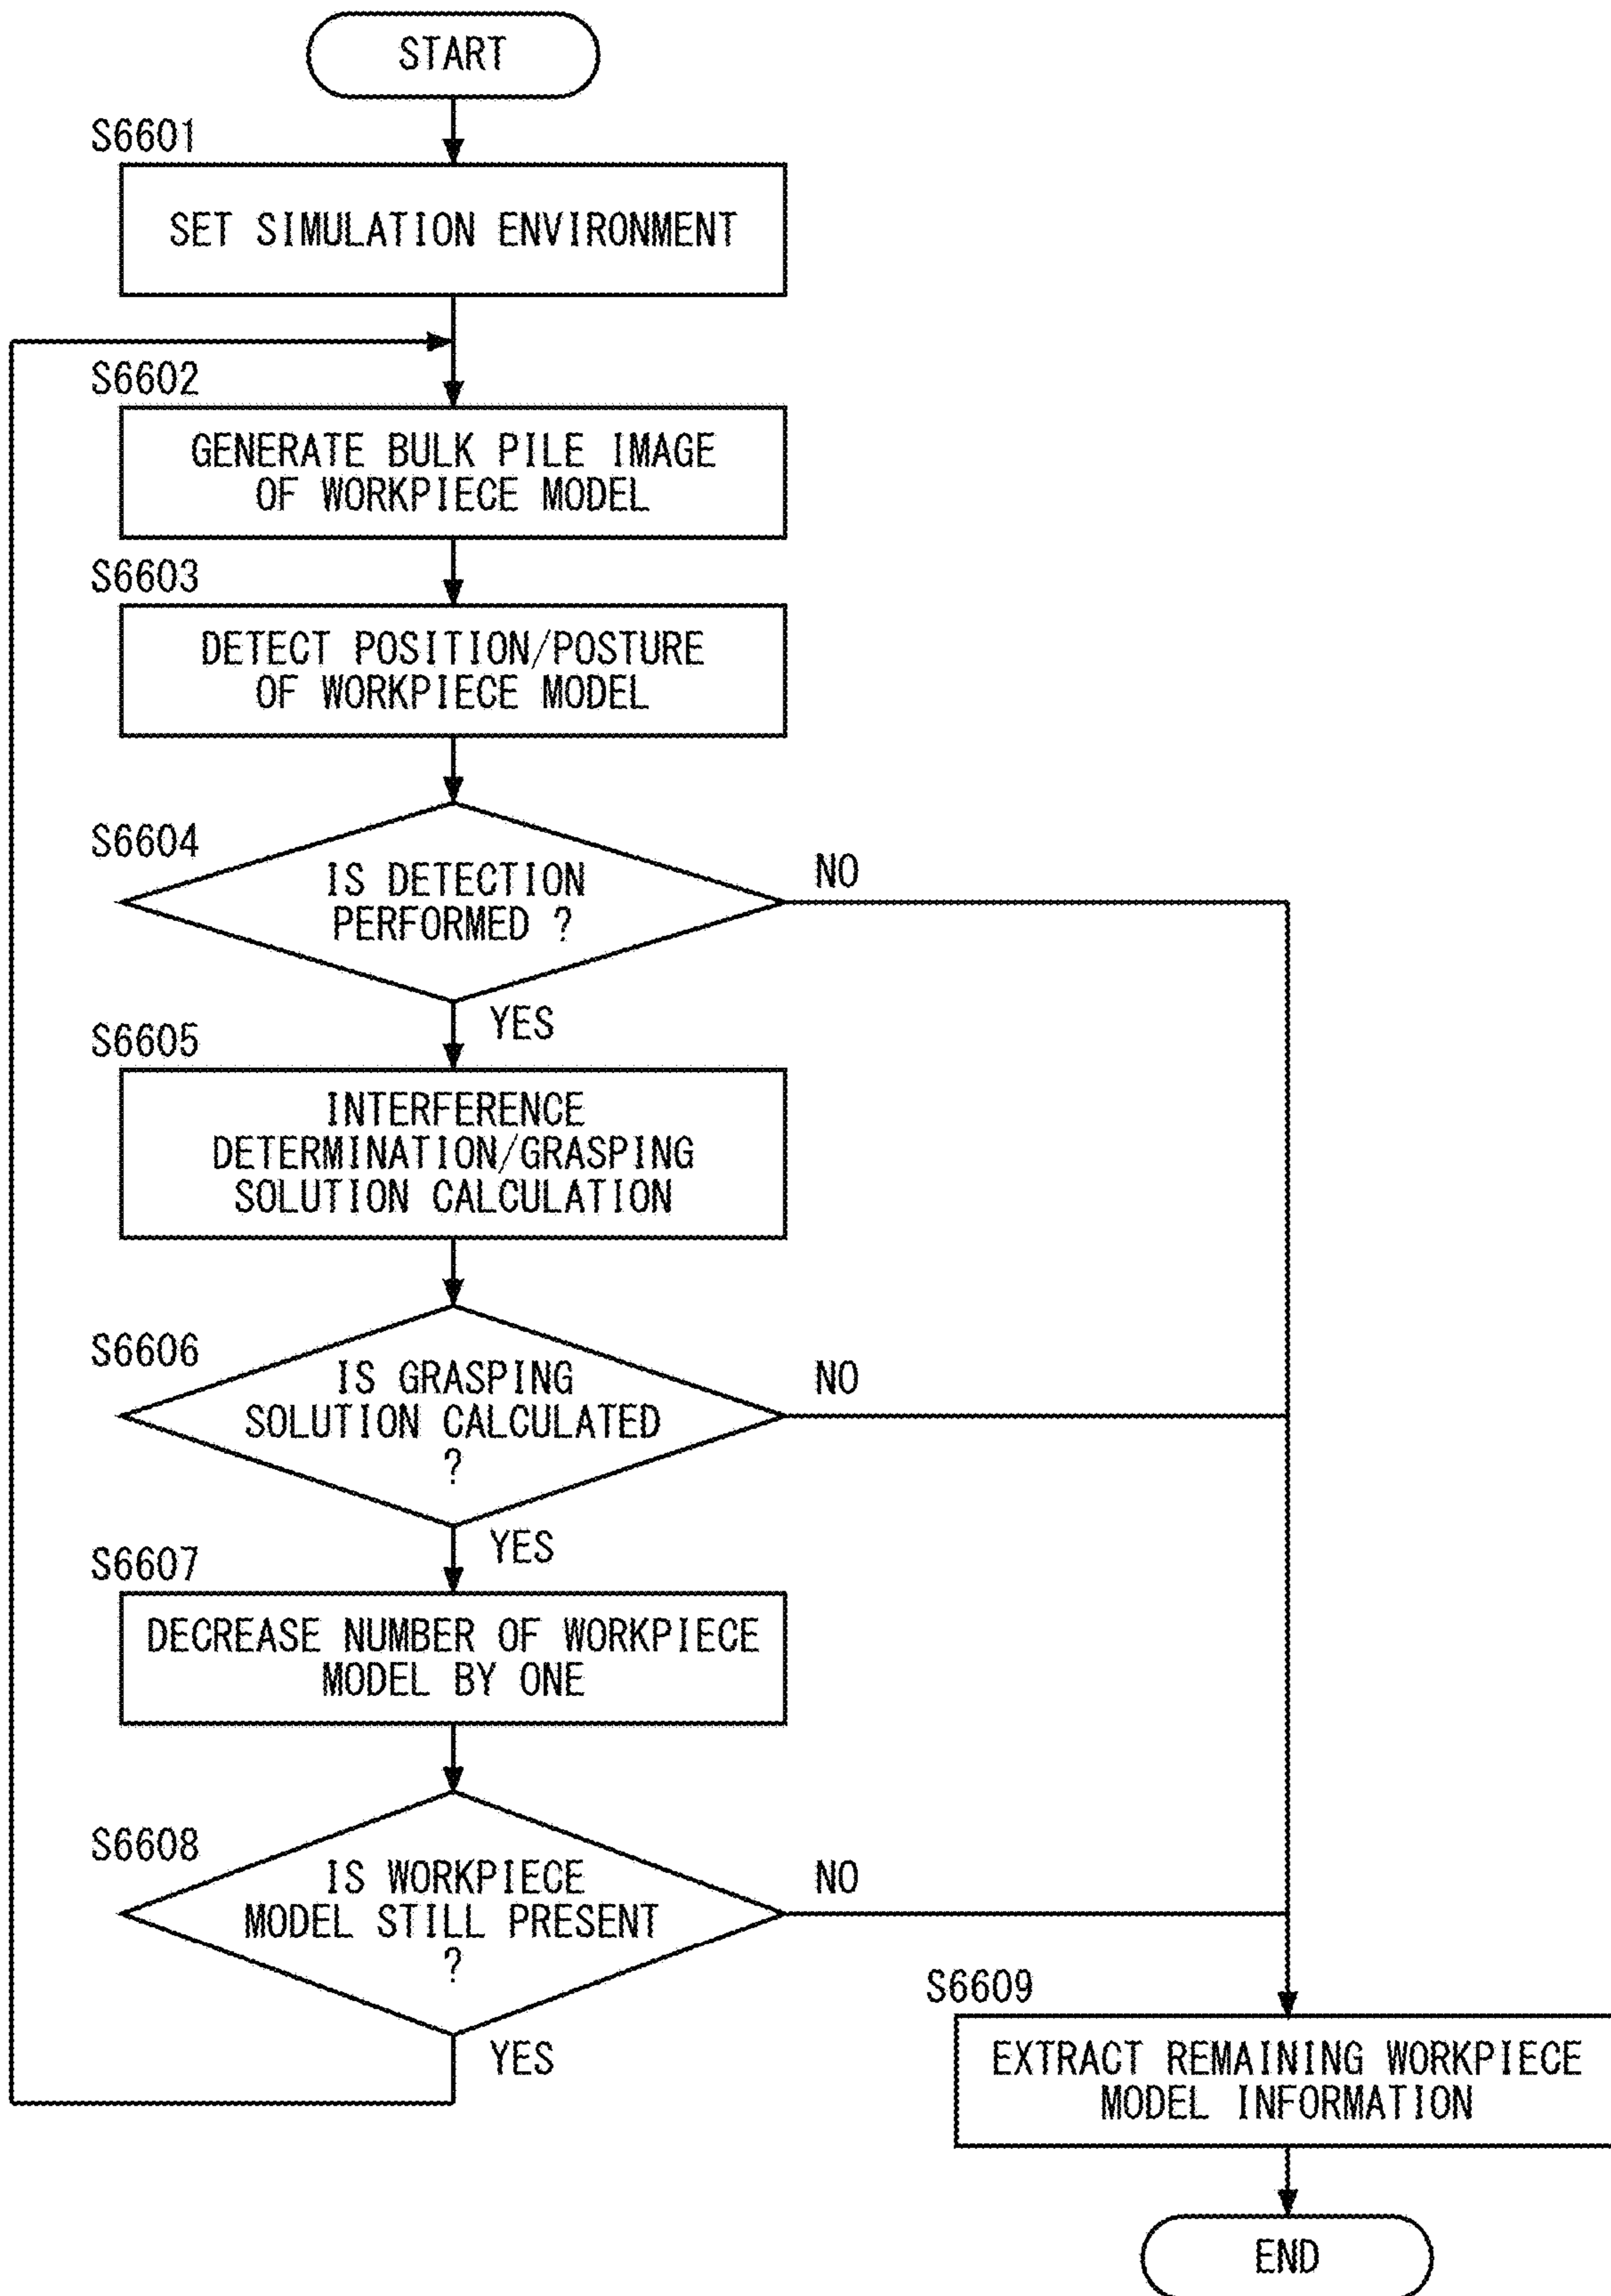 START
S6601
SET SIMULATION ENVIRONMENT
S6602
GENERATE BULK PILE IMAGE
OF WORKPIECE MODEL
S6603
DETECT POSITION/POSTURE
OF WORKPIECE MODEL
S6604
IS DETECTION
PERFORMED ?
NO
YES
S6605
INTERFERENCE
DETERMINATION/GRASPING
SOLUTION CALCULATION
S6606
IS GRASPING
SOLUTION CALCULATED
?
NO
YES
S6607
DECREASE NUMBER OF WORKPIECE
MODEL BY ONE
S6608
IS WORKPIECE
MODEL STILL PRESENT
?
NO
YES
S6609
EXTRACT REMAINING WORKPIECE
MODEL INFORMATION
END